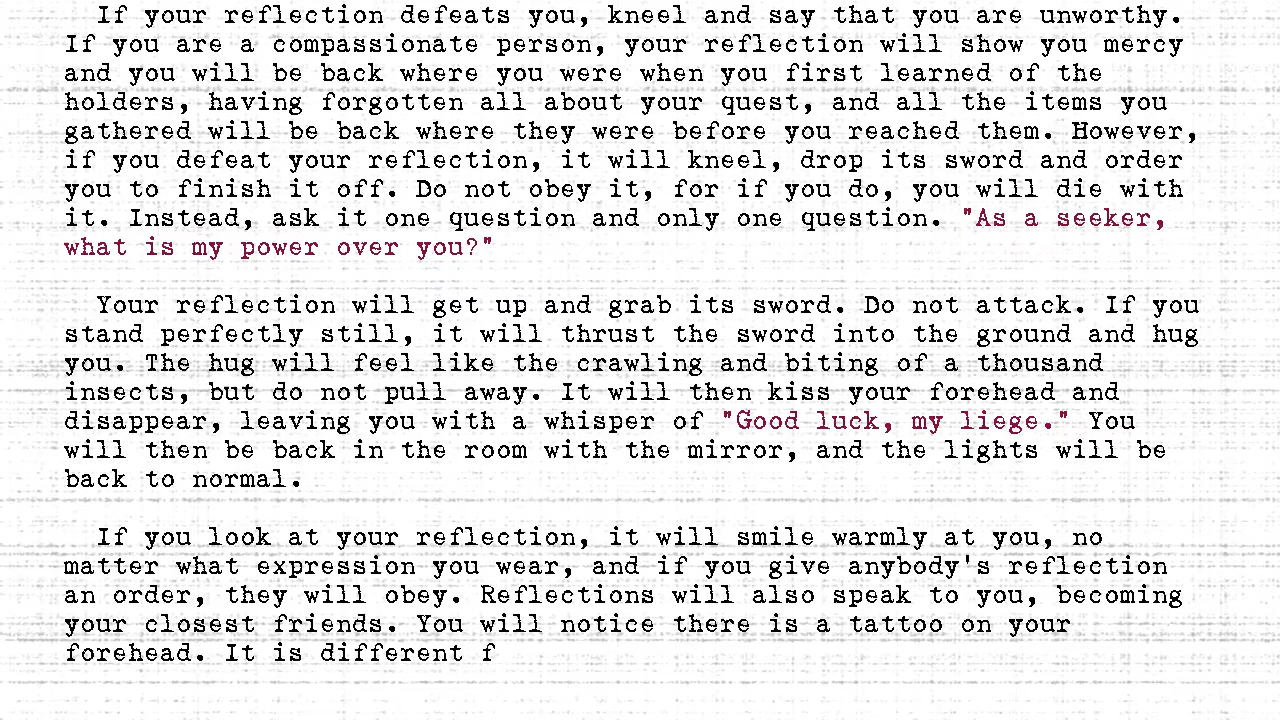 If your reflection defeats you, kneel and say that you are unworthy.
If you are a compassionate person, your reflection will show you mercy
and you will be back where you were when you first learned of the
holders, having forgotten all about your quest, and all the items you
gathered will be back where they were before you reached them. However,
if you defeat your reflection, it will kneel, drop its sword and order
you to finish it off. Do not obey it, for if you do, you will die with
it. Instead, ask it one question and only one question. "As a seeker,
what is my power over you?"
Your reflection will get up and grab its sword. Do not attack. If you
stand perfectly still, it will thrust the sword into the ground and hug
you. The hug will feel like the crawling and biting of a thousand
insects, but do not pull away. It will then kiss your forehead and
disappear, leaving you with a whisper of "Good luck, my liege." You
will then be back in the room with the mirror, and the lights will be
back to normal.
If you look at your reflection, it will smile warmly at you, no
matter what expression you wear, and if you give anybody's reflection
an order, they will obey. Reflections will also speak to you, becoming
your closest friends. You will notice there is a tattoo on your
forehead. It is different f